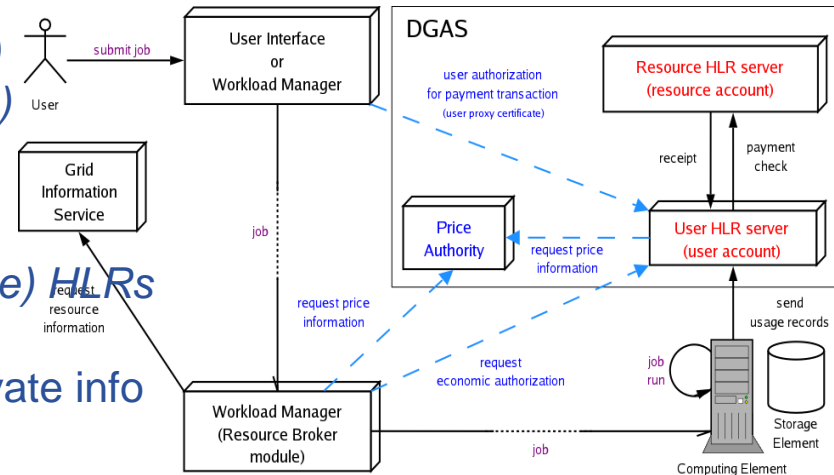 )
)
e) HLRs
vate info
User
submit job
User Interface
or
Workload Manager
DGAS
user authorization
for payment transaction
(user proxy certificate)
Resource HLR server
(resource account)
receipt
payment
check
Grid
Information
Service
job
Price
Authority
request price
information
User HLR server
(user account)
request
resource
information
request price
information
request
economic authorization
send
usage records
job
run
Storage
Element
Workload Manager
(Resource Broker
module)
job
Computing Element